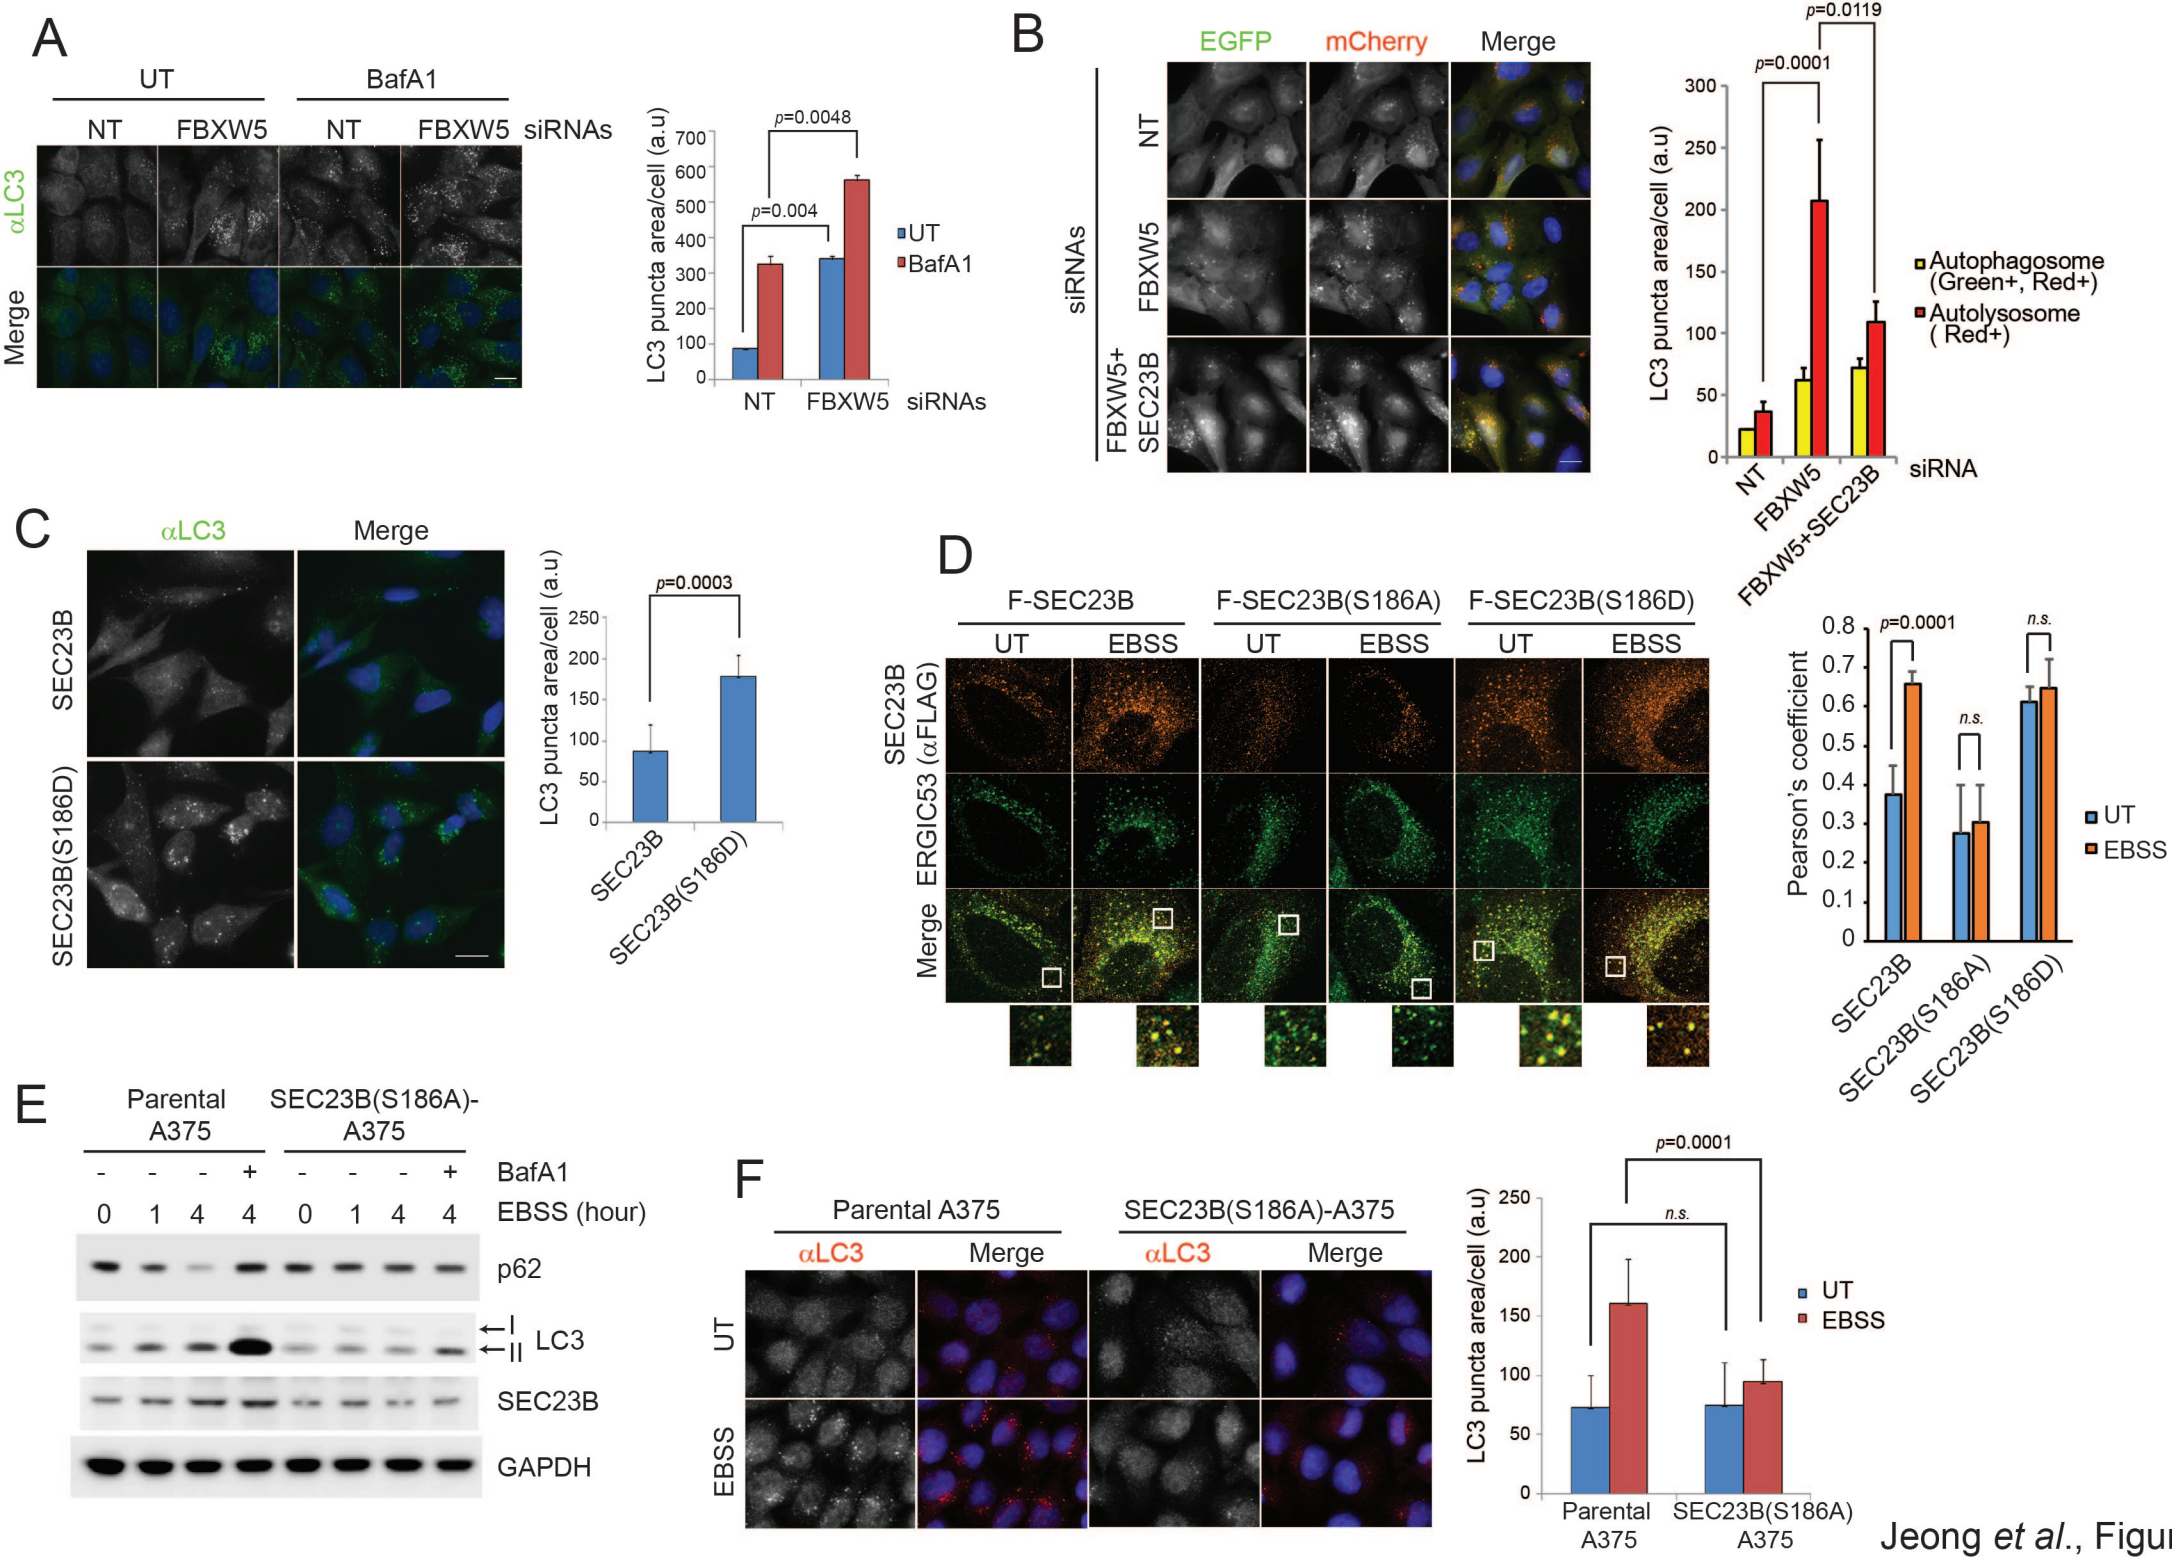 A
UT BafA1
NT FBXW5 NT FBXW5 siRNAs
αLC3
Merge
LC3 puncta area/cell (a.u)
700
600
500
400
300
200
100
0
p=0.0048
p=0.004
UT
BafA1
NT FBXW5 siRNAs
B
EGFP mCherry Merge
siRNAs
NT
FBXW5
FBXW5+
SEC23B
p=0.0119
p=0.0001
LC3 puncta area/cell (a.u)
300
250
200
150
100
50
0
Autophagosome
(Green+, Red+)
Autolysosome
( Red+)
NT
FBXW5
FBXW5+SEC23B
siRNA
C
αLC3 Merge
SEC23B
SEC23B(S186D)
LC3 puncta area/cell (a.u)
p=0.0003
250
200
150
100
50
0
SEC23B
SEC23B(S186D)
D
F-SEC23B F-SEC23B(S186A) F-SEC23B(S186D)
UT EBSS UT EBSS UT EBSS
SEC23B
(αFLAG)
ERGIC53
Merge
Pearson's coefficient
0.8
0.7
0.6
0.5
0.4
0.3
0.2
0.1
0
p=0.0001
n.s.
n.s.
UT
EBSS
SEC23B
SEC23B(S186A)
SEC23B(S186D)
E
Parental
A375
SEC23B(S186A)-
A375
- - - + - - - + BafA1
0 1 4 4 0 1 4 4 EBSS (hour)
p62
I
II
LC3
SEC23B
GAPDH
F
Parental A375 SEC23B(S186A)-A375
αLC3 Merge αLC3 Merge
UT
EBSS
LC3 puncta area/cell (a.u)
p=0.0001
n.s.
250
200
150
100
50
0
UT
EBSS
Parental
A375
SEC23B(S186A)
A375
Jeong et al., Figur